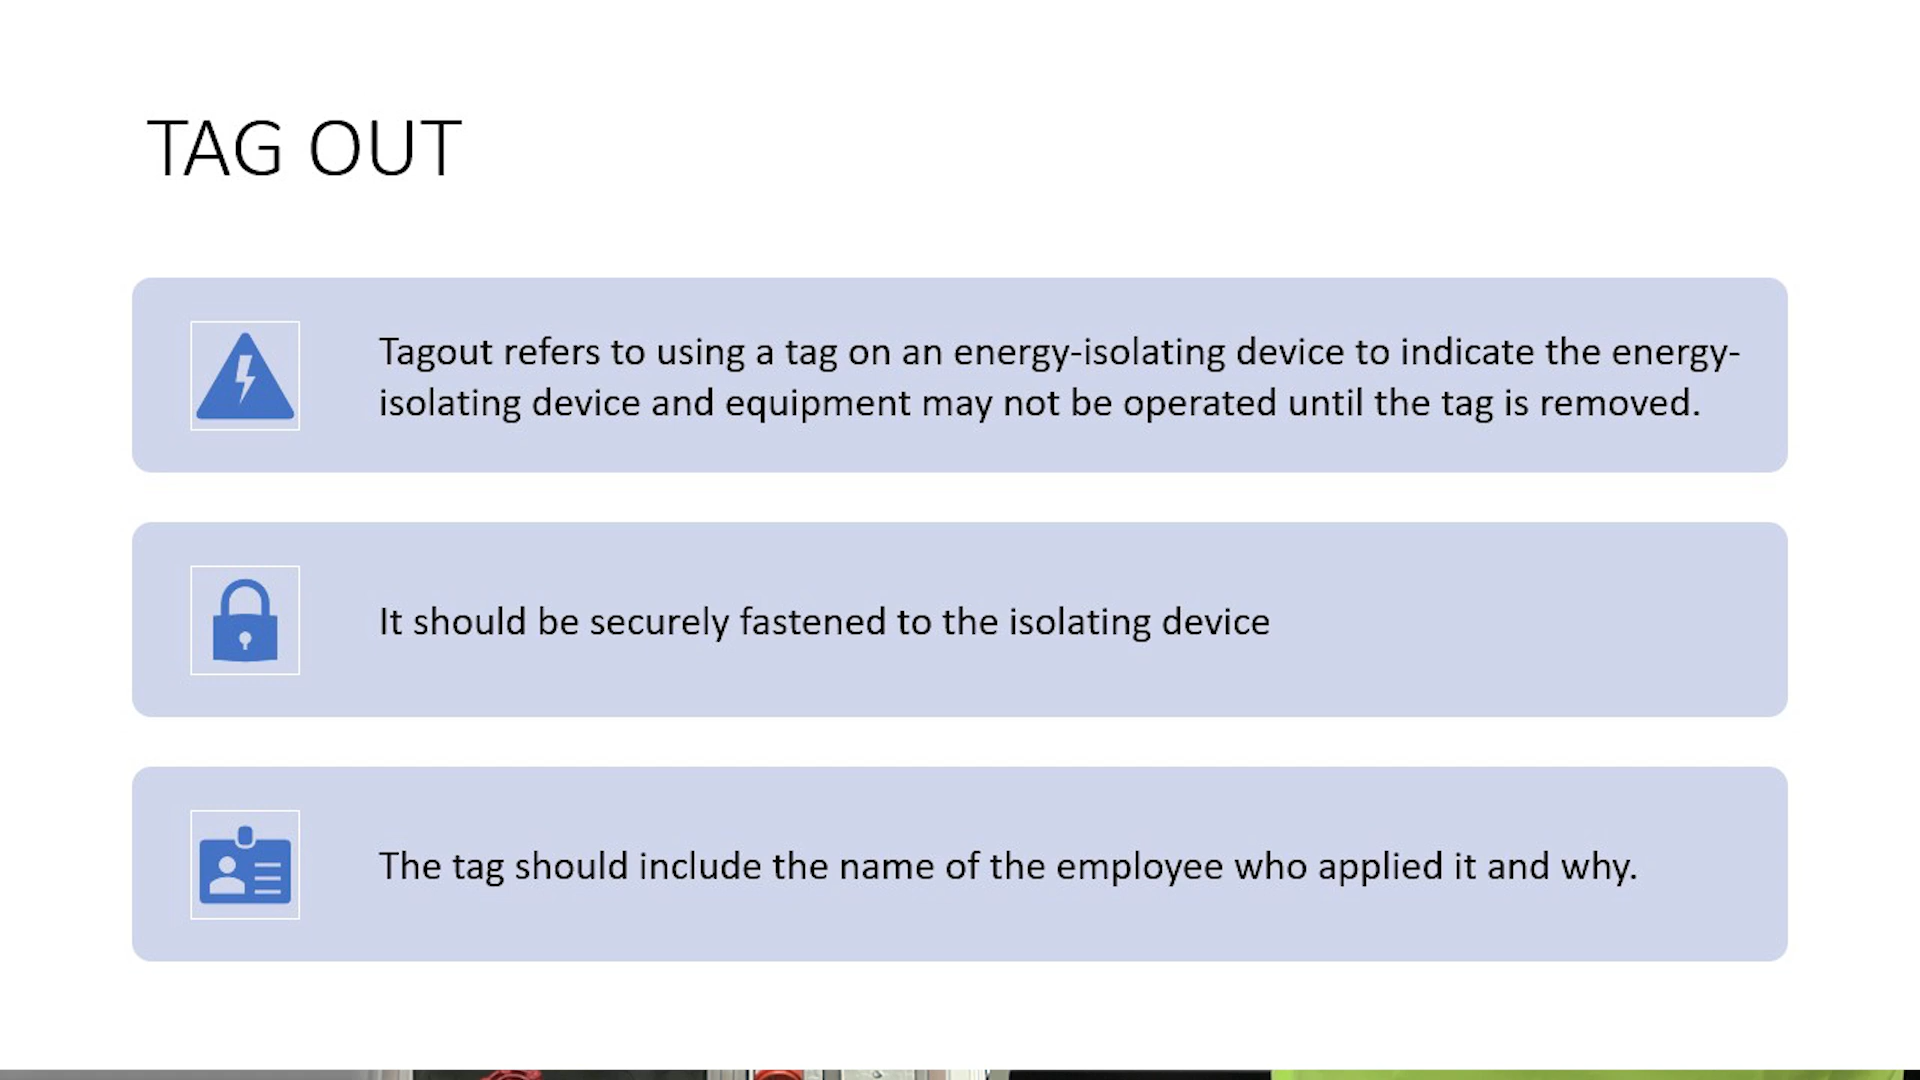 TAG OUT
Tagout refers to using a tag on an energy-isolating device to indicate the energy-
isolating device and equipment may not be operated until the tag is removed.
It should be securely fastened to the isolating device
The tag should include the name of the employee who applied it and why.